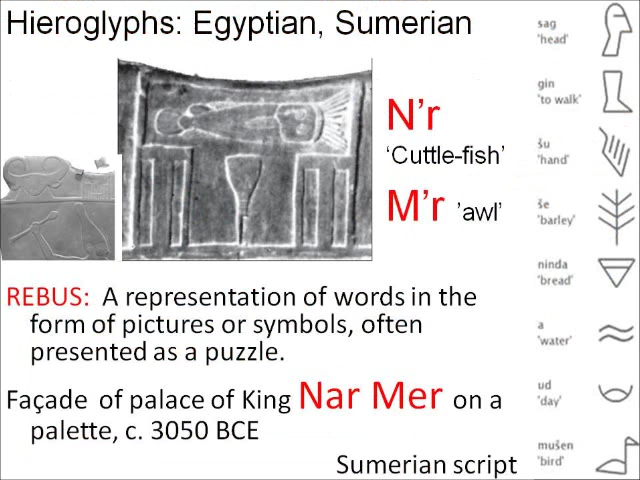 Hieroglyphs: Egyptian, Sumerian
N’r
‘Cuttle-fish’
M’r ’awl’
REBUS: A representation of words in the
form of pictures or symbols, often
presented as a puzzle.
Façade of palace of King Nar Mer on a
palette, c. 3050 BCE
Sumerian script
sag
'head'
gin
'to walk'
šu
'hand'
še
'barley'
ninda
'bread'
a
'water'
ud
'day'
mušen
'bird'